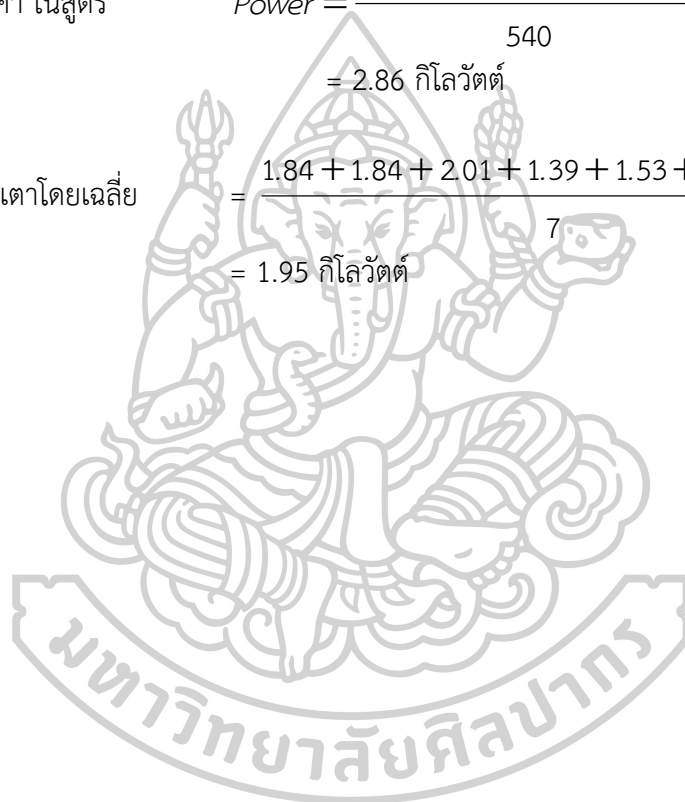 ค่า ในสูตร Power =
540
= 2.86 กิโลวัตต์
เตาโดยเฉลี่ย = 1.84 + 1.84 + 2.01 + 1.39 + 1.53 +
7
= 1.95 กิโลวัตต์
มหาวิทยาลัยศิลปากร